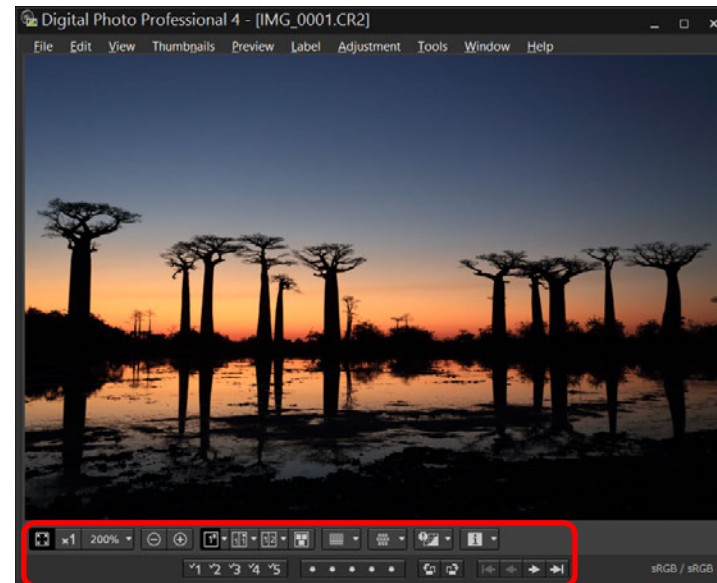 Digital Photo Professional 4 - [IMG_0001.CR2]
File Edit View Thumbnails Preview Label Adjustment Tools Window Help
×1 200%
1 2 3 4 5
sRGB / sRGB